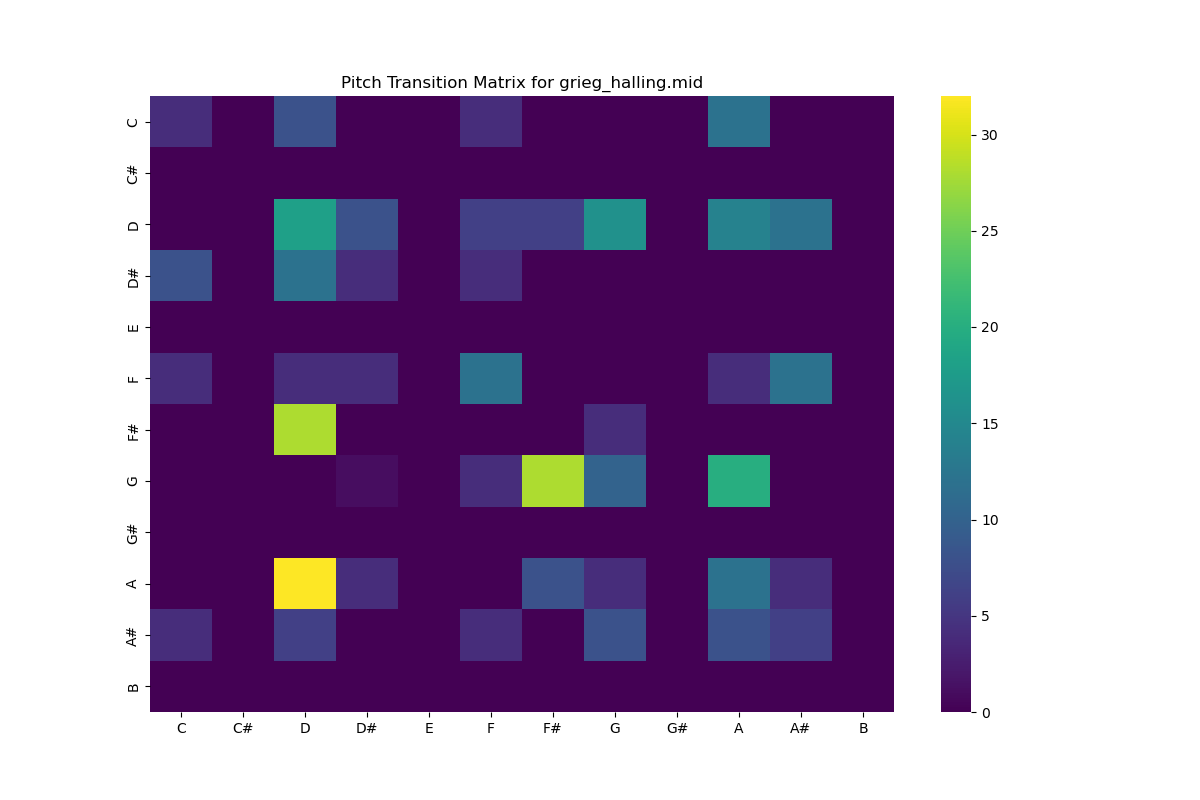 Pitch Transition Matrix for grieg_halling.mid
C
C#
D
D#
E
F
F#
G
G#
A
A#
B
C C# D D# E F F# G G# A A# B
30
25
20
15
10
5
0